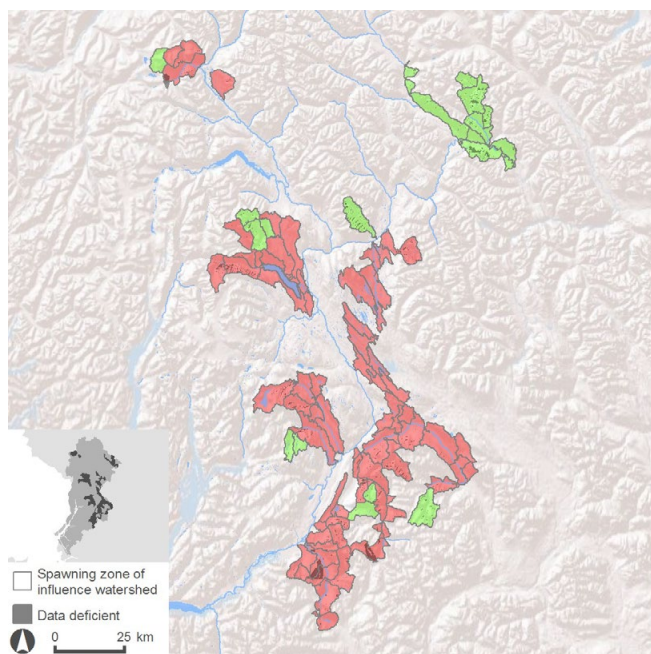 Spawning zone of
influence watershed
Data deficient
0 25 km